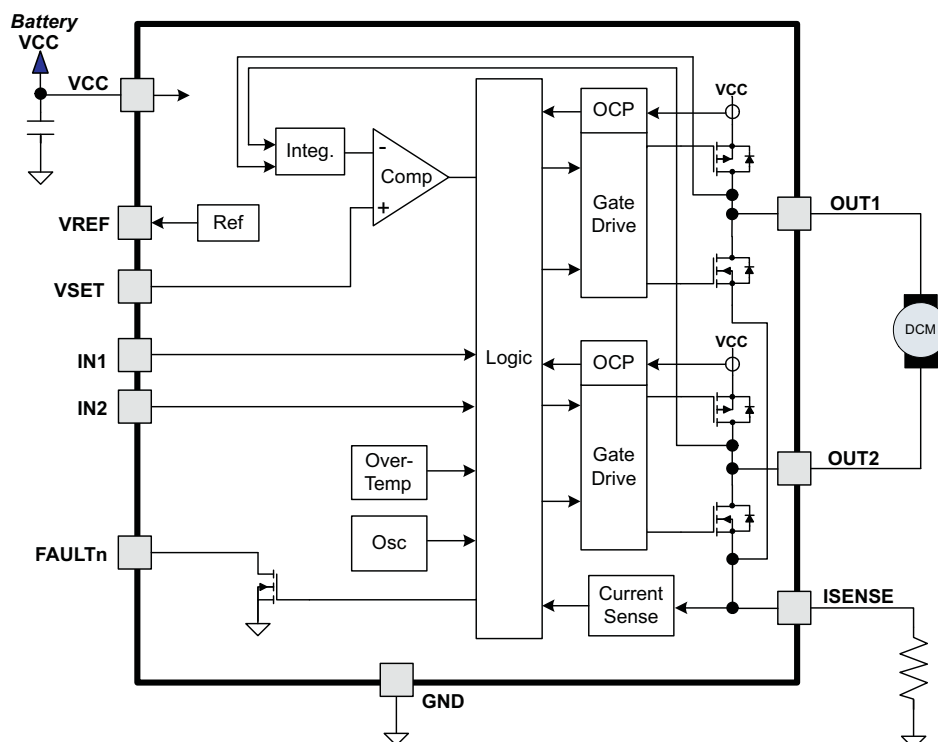 Battery
VCC
VCC
VCC
OCP
Integ.
-
Comp
+
Gate
Drive
OUT1
VREF
Ref
VSET
DCM
VCC
IN1
Logic
OCP
IN2
OUT2
Over-
Temp
Gate
Drive
Osc
FAULTn
Current
Sense
ISENSE
GND